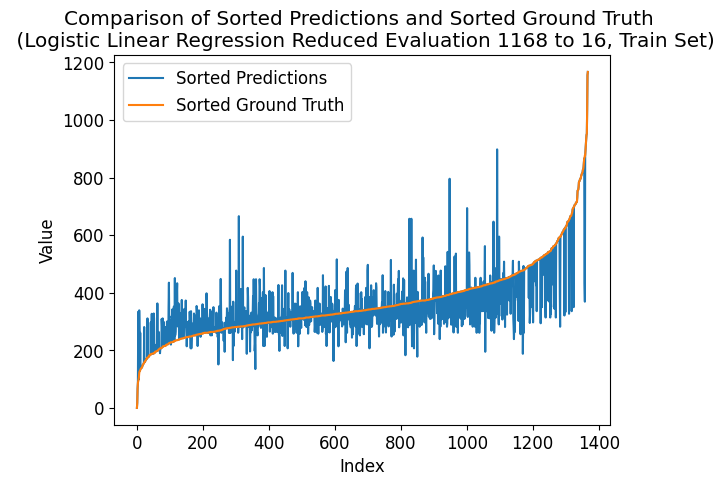 Comparison of Sorted Predictions and Sorted Ground Truth
(Logistic Linear Regression Reduced Evaluation 1168 to 16, Train Set)
Sorted Predictions
Sorted Ground Truth
1200
1000
800
600
400
200
0
Value
0 200 400 600 800 1000 1200 1400
Index